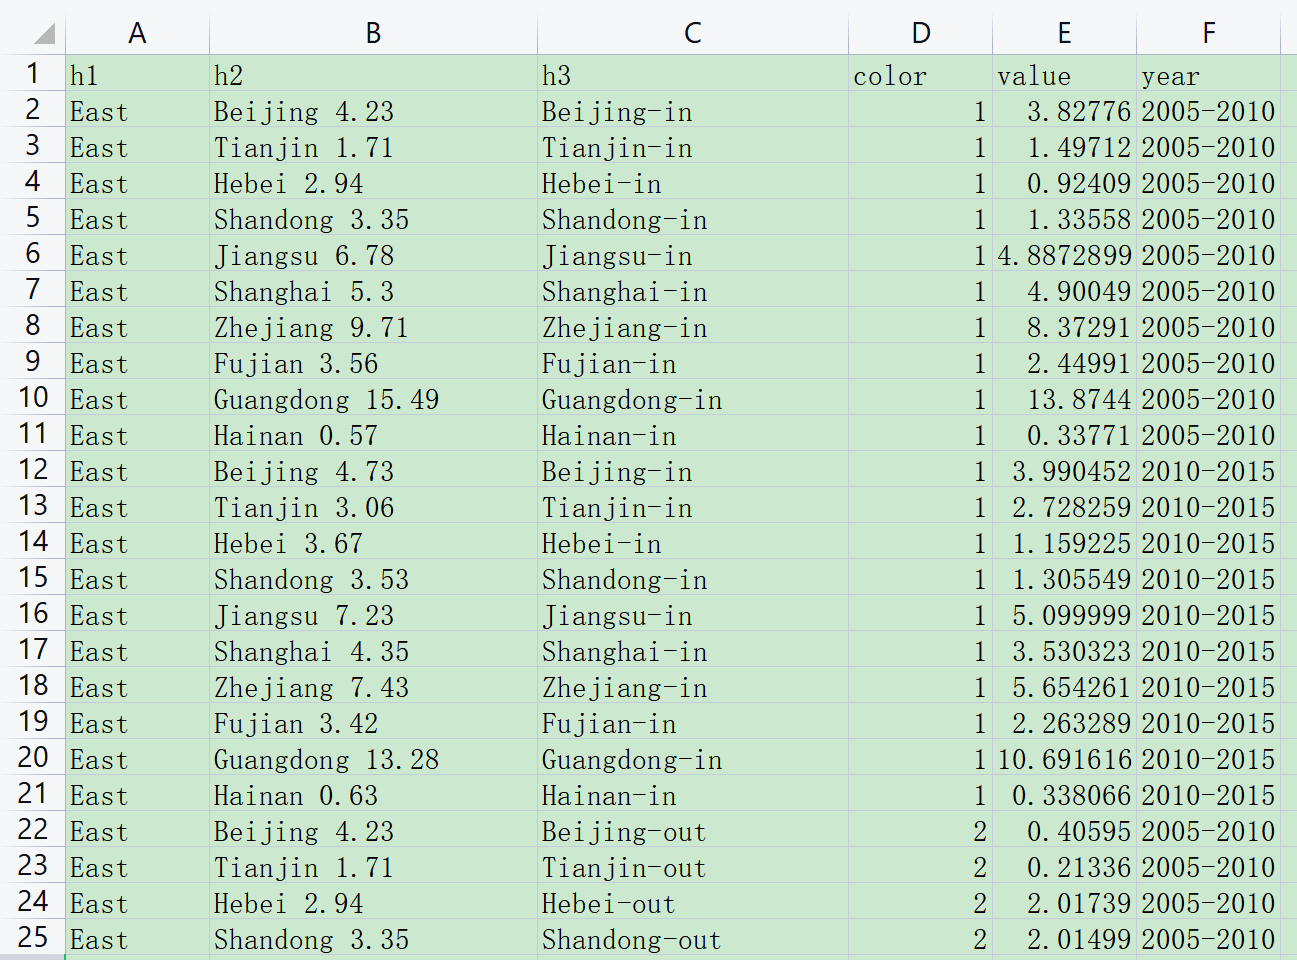 A B C D E F
1 h1 h2 h3 color value year
2 East Beijing 4.23 Beijing-in 1 3.82776 2005-2010
3 East Tianjin 1.71 Tianjin-in 1 1.49712 2005-2010
4 East Hebei 2.94 Hebei-in 1 0.92409 2005-2010
5 East Shandong 3.35 Shandong-in 1 1.33558 2005-2010
6 East Jiangsu 6.78 Jiangsu-in 1 4.8872899 2005-2010
7 East Shanghai 5.3 Shanghai-in 1 4.90049 2005-2010
8 East Zhejiang 9.71 Zhejiang-in 1 8.37291 2005-2010
9 East Fujian 3.56 Fujian-in 1 2.44991 2005-2010
10 East Guangdong 15.49 Guangdong-in 1 13.8744 2005-2010
11 East Hainan 0.57 Hainan-in 1 0.33771 2005-2010
12 East Beijing 4.73 Beijing-in 1 3.990452 2010-2015
13 East Tianjin 3.06 Tianjin-in 1 2.728259 2010-2015
14 East Hebei 3.67 Hebei-in 1 1.159225 2010-2015
15 East Shandong 3.53 Shandong-in 1 1.305549 2010-2015
16 East Jiangsu 7.23 Jiangsu-in 1 5.099999 2010-2015
17 East Shanghai 4.35 Shanghai-in 1 3.530323 2010-2015
18 East Zhejiang 7.43 Zhejiang-in 1 5.654261 2010-2015
19 East Fujian 3.42 Fujian-in 1 2.263289 2010-2015
20 East Guangdong 13.28 Guangdong-in 1 10.691616 2010-2015
21 East Hainan 0.63 Hainan-in 1 0.338066 2010-2015
22 East Beijing 4.23 Beijing-out 2 0.40595 2005-2010
23 East Tianjin 1.71 Tianjin-out 2 0.21336 2005-2010
24 East Hebei 2.94 Hebei-out 2 2.01739 2005-2010
25 East Shandong 3.35 Shandong-out 2 2.01499 2005-2010